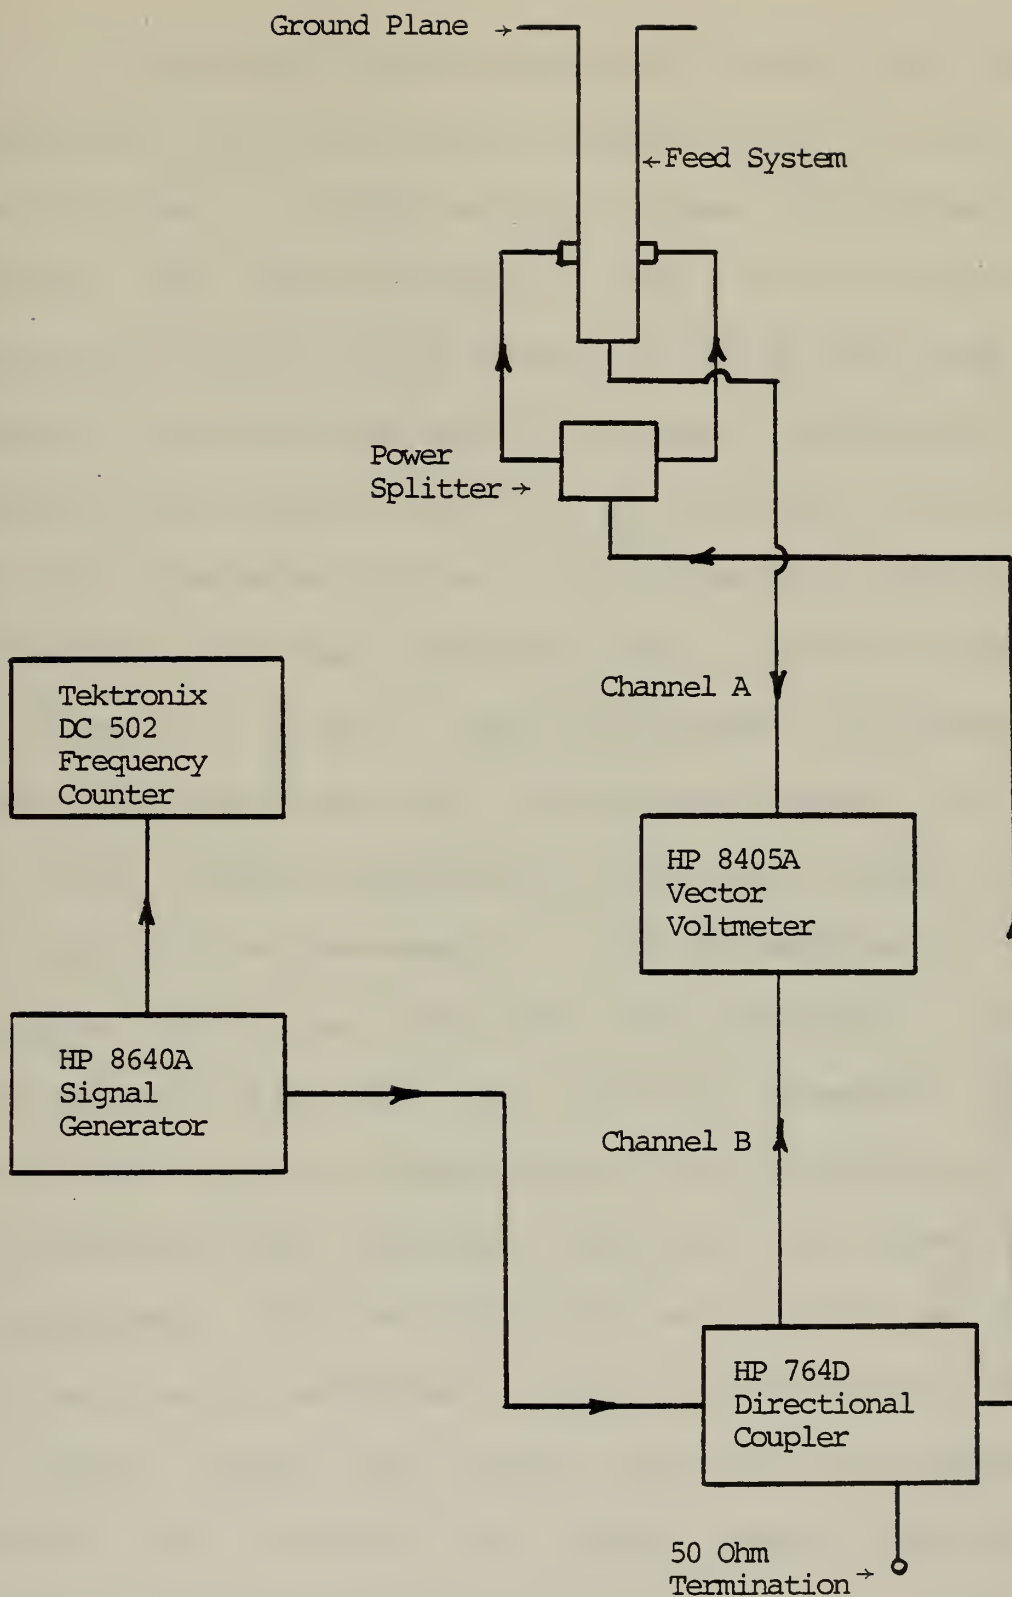 Ground Plane →
←Feed System
Power
Splitter →
Channel A
Tektronix
DC 502
Frequency
Counter
HP 8405A
Vector
Voltmeter
HP 8640A
Signal
Generator
Channel B
HP 764D
Directional
Coupler
50 Ohm
Termination →